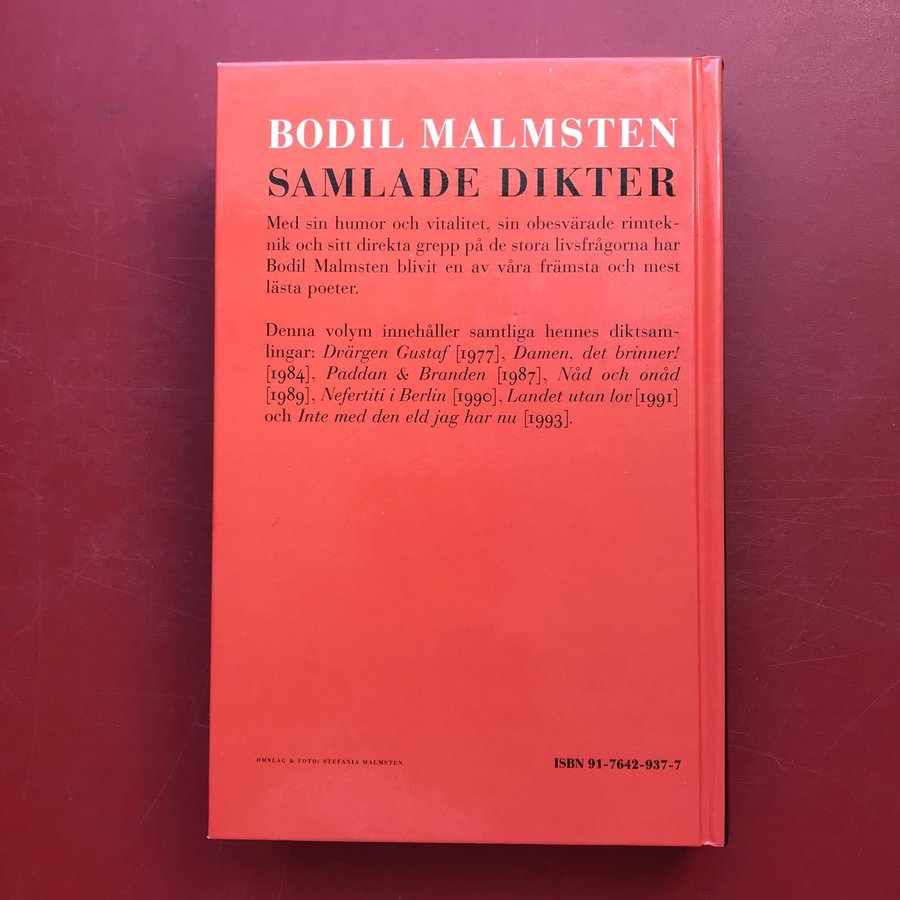 BODIL MALMSTEN
SAMLADE DIKTER
Med sin humor och vitalitet, sin obesvärade rimtek-
nik och sitt direkta grepp på de stora livsfrågorna har
Bodil Malmsten blivit en av våra främsta och mest
lästa poeter.
Denna volym innehåller samtliga hennes diktsam-
lingar: Dvärgen Gustaf [1977], Damen, det brinner!
[1984], Paddan & Branden [1987], Nåd och onåd
[1989], Nefertiti i Berlin [1990], Landet utan lov [1991]
och Inte med den eld jag har nu [1993].
OMSLAG & FOTO: STEFANIA MALMSTEN
ISBN 91-7642-937-7